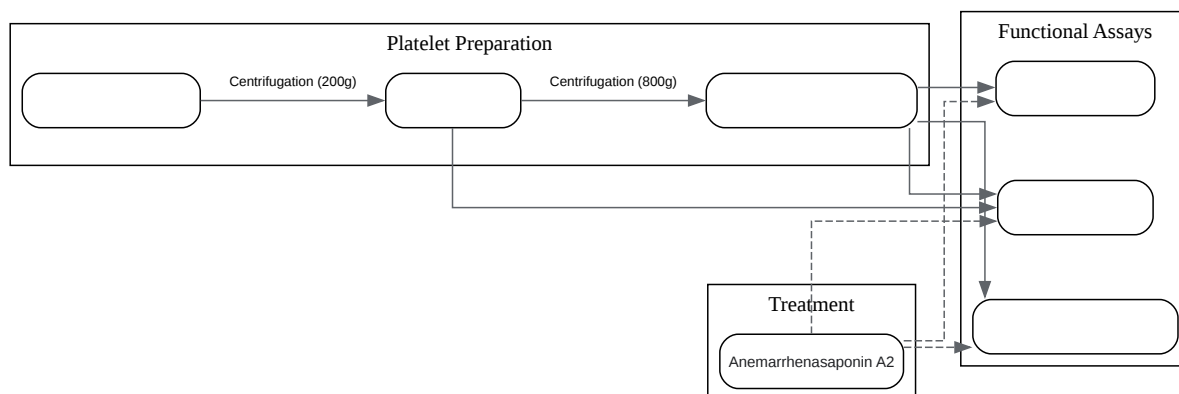 Platelet Preparation
Centrifugation (200g)
Centrifugation (800g)
Functional Assays
Treatment
Anemarrhenasaponin A2